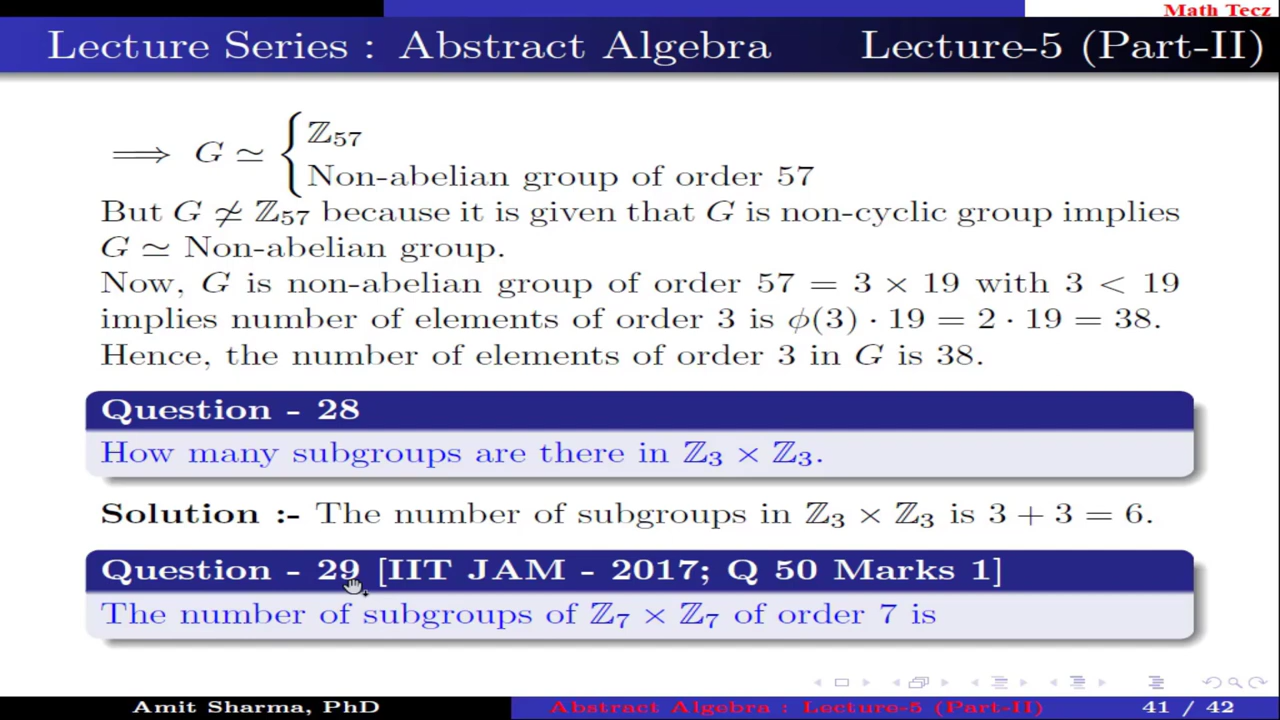 Math Tecz
Lecture Series : Abstract Algebra Lecture-5 (Part-II)
⟹ G ≃ { ℤ₅₇
Non-abelian group of order 57
But G ≄ ℤ₅₇ because it is given that G is non-cyclic group implies
G ≃ Non-abelian group.
Now, G is non-abelian group of order 57 = 3 × 19 with 3 < 19
implies number of elements of order 3 is ϕ(3) · 19 = 2 · 19 = 38.
Hence, the number of elements of order 3 in G is 38.
Question - 28
How many subgroups are there in ℤ₃ × ℤ₃.
Solution :- The number of subgroups in ℤ₃ × ℤ₃ is 3 + 3 = 6.
Question - 29 [IIT JAM - 2017; Q 50 Marks 1]
The number of subgroups of ℤ₇ × ℤ₇ of order 7 is
Amit Sharma, PhD Abstract Algebra : Lecture-5 (Part-II) 41 / 42